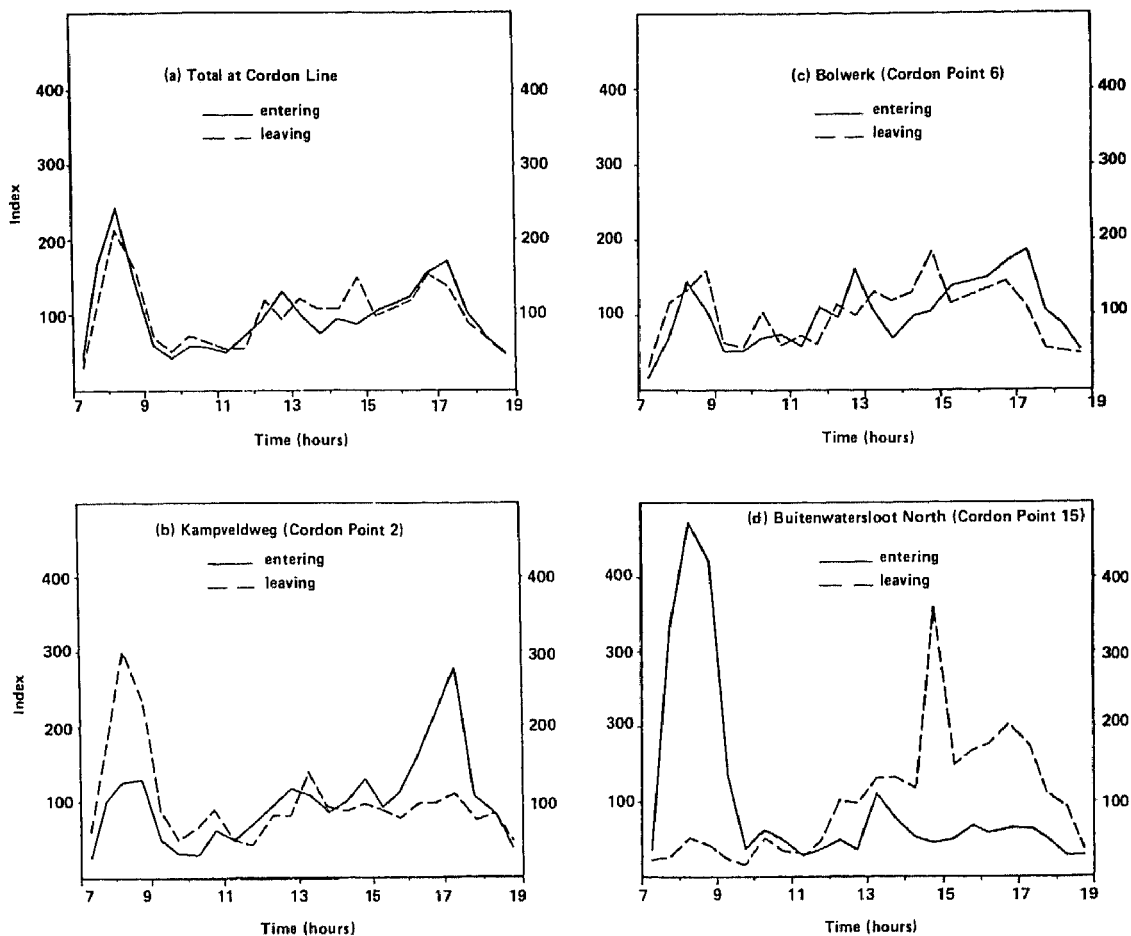 (a) Total at Cordon Line
entering
leaving
400
300
200
100
400
300
200
100
Index
7 9 11 13 15 17 19
Time (hours)
(c) Bolwerk (Cordon Point 6)
entering
leaving
400
300
200
100
400
300
200
100
7 9 11 13 15 17 19
Time (hours)
(b) Kampveldweg (Cordon Point 2)
entering
leaving
400
300
200
100
400
300
200
100
Index
7 9 11 13 15 17 19
Time (hours)
(d) Buitenwatersloot North (Cordon Point 15)
entering
leaving
400
300
300
100
400
300
200
100
7 9 11 13 15 17 19
Time (hours)